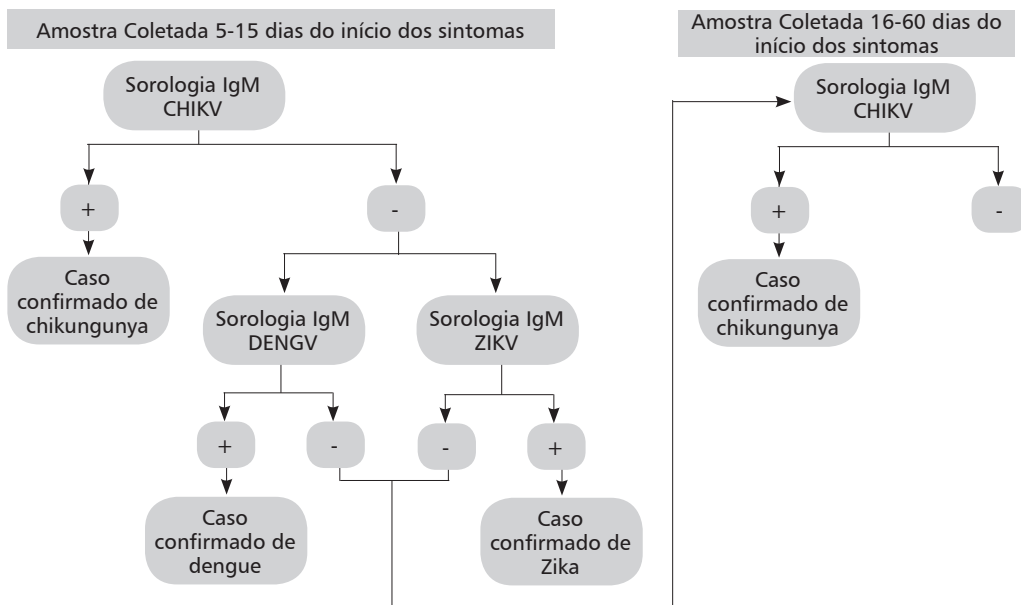 Amostra Coletada 5-15 dias do início dos sintomas
Sorologia IgM
CHIKV
+
-
Caso
confirmado de
chikungunya
Sorologia IgM
DENGV
Sorologia IgM
ZIKV
+
-
-
+
Caso
confirmado de
dengue
Caso
confirmado de
Zika
Amostra Coletada 16-60 dias do
início dos sintomas
Sorologia IgM
CHIKV
+
-
Caso
confirmado de
chikungunya